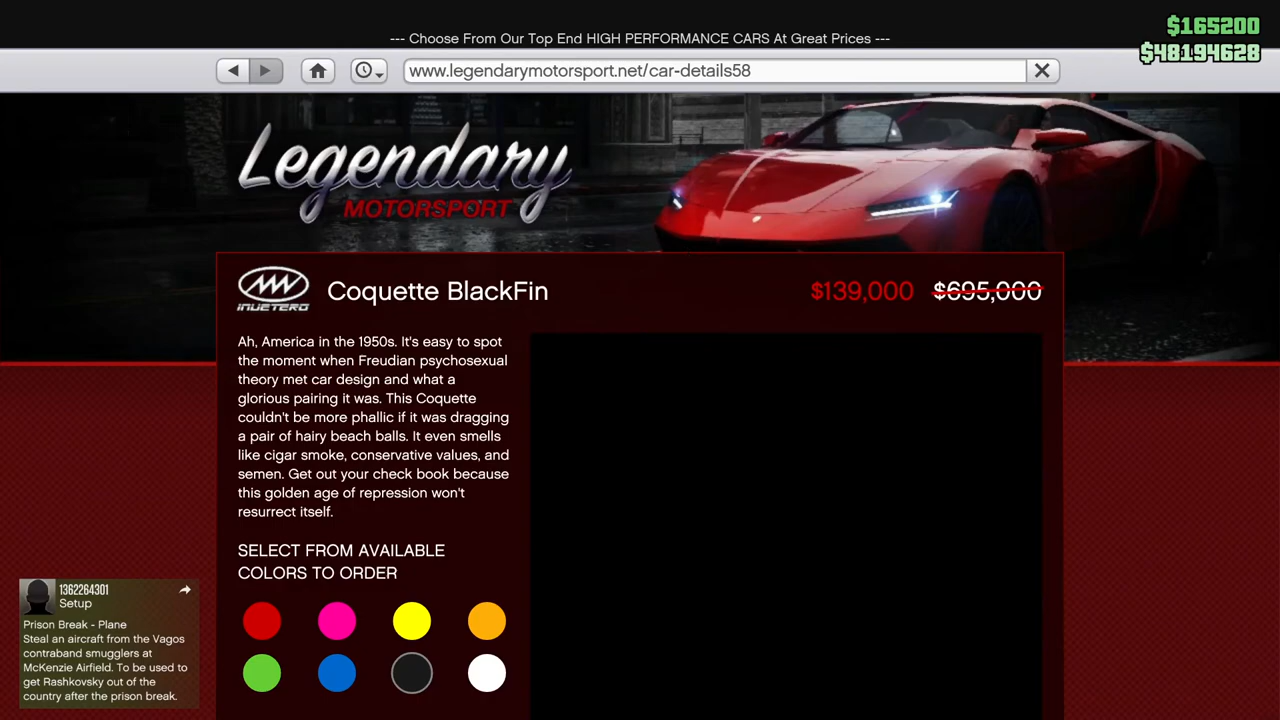 --- Choose From Our Top End HIGH PERFORMANCE CARS At Great Prices ---
$165200
$48194628
www.legendarymotorsport.net/car-details58
Legendary
MOTORSPORT
INVETERO
Coquette BlackFin
$139,000 $695,000
Ah, America in the 1950s. It's easy to spot
the moment when Freudian psychosexual
theory met car design and what a
glorious pairing it was. This Coquette
couldn't be more phallic if it was dragging
a pair of hairy beach balls. It even smells
like cigar smoke, conservative values, and
semen. Get out your check book because
this golden age of repression won't
resurrect itself.
SELECT FROM AVAILABLE
COLORS TO ORDER
1362264301
Setup
Prison Break - Plane
Steal an aircraft from the Vagos
contraband smugglers at
McKenzie Airfield. To be used to
get Rashkovsky out of the
country after the prison break.